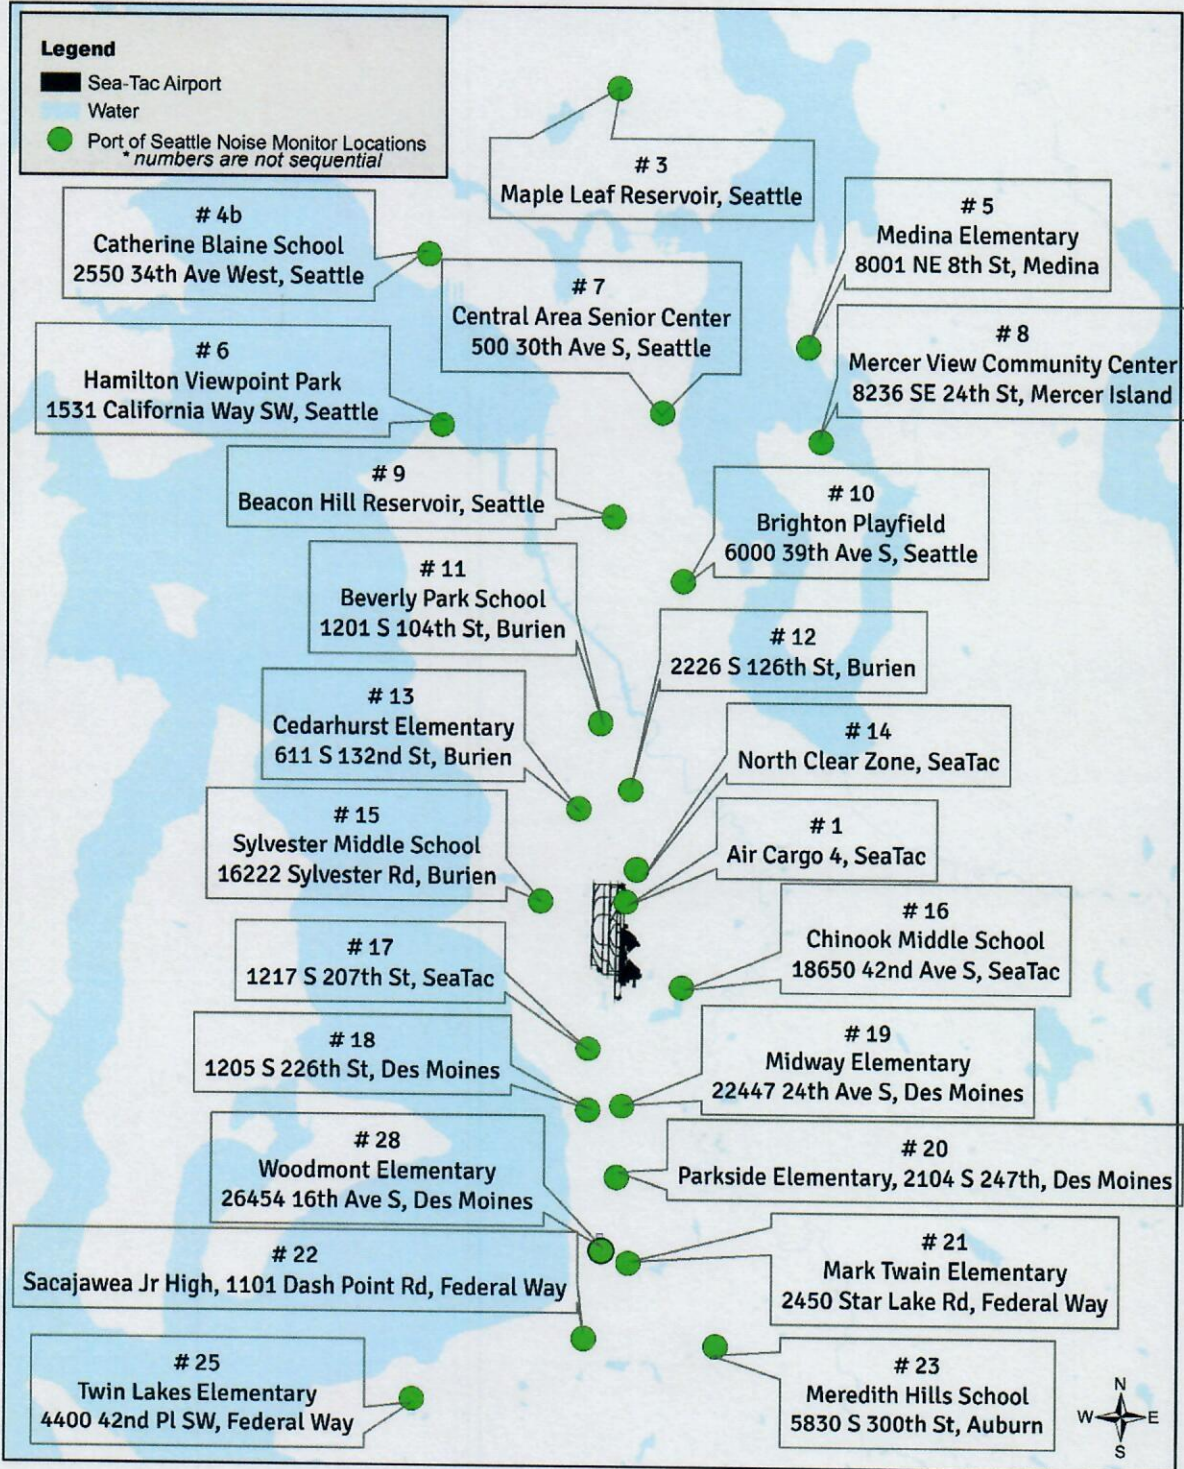 Legend
Sea-Tac Airport
Water
Port of Seattle Noise Monitor Locations
* numbers are not sequential
# 3
Maple Leaf Reservoir, Seattle
# 4b
Catherine Blaine School
2550 34th Ave West, Seattle
# 5
Medina Elementary
8001 NE 8th St, Medina
# 7
Central Area Senior Center
500 30th Ave S, Seattle
# 6
Hamilton Viewpoint Park
1531 California Way SW, Seattle
# 8
Mercer View Community Center
8236 SE 24th St, Mercer Island
# 9
Beacon Hill Reservoir, Seattle
# 10
Brighton Playfield
6000 39th Ave S, Seattle
# 11
Beverly Park School
1201 S 104th St, Burien
# 12
2226 S 126th St, Burien
# 13
Cedarhurst Elementary
611 S 132nd St, Burien
# 14
North Clear Zone, SeaTac
# 15
Sylvester Middle School
16222 Sylvester Rd, Burien
# 1
Air Cargo 4, SeaTac
# 16
Chinook Middle School
18650 42nd Ave S, SeaTac
# 17
1217 S 207th St, SeaTac
# 18
1205 S 226th St, Des Moines
# 19
Midway Elementary
22447 24th Ave S, Des Moines
# 28
Woodmont Elementary
26454 16th Ave S, Des Moines
# 20
Parkside Elementary, 2104 S 247th, Des Moines
# 22
Sacajawea Jr High, 1101 Dash Point Rd, Federal Way
# 21
Mark Twain Elementary
2450 Star Lake Rd, Federal Way
# 25
Twin Lakes Elementary
4400 42nd Pl SW, Federal Way
# 23
Meredith Hills School
5830 S 300th St, Auburn
N
W E
S